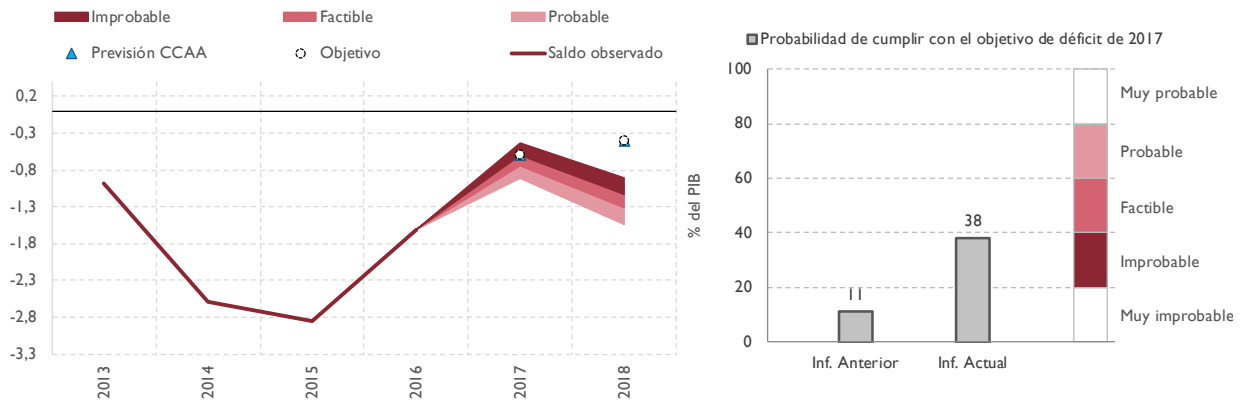 Improbable
Factible
Probable
Previsión CCAA
Objetivo
Saldo observado
0,2
-0,3
-0,8
-1,3
-1,8
-2,3
-2,8
-3,3
2013
2014
2015
2016
2017
2018
Probabilidad de cumplir con el objetivo de déficit de 2017
% del PIB
100
80
60
40
20
0
11
38
Inf. Anterior
Inf. Actual
Muy probable
Probable
Factible
Improbable
Muy improbable